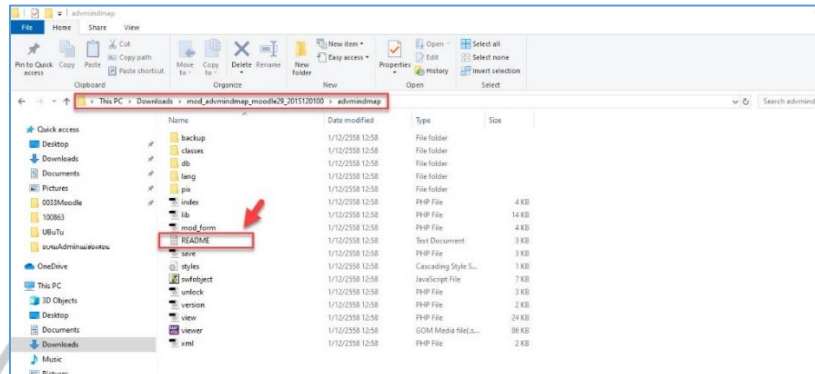 advmindmap
File Home Share View
Pin to Quick access Copy Paste Cut Copy path Paste shortcut
Move to Copy to Delete Rename New folder
New item Easy access Properties Open Edit History
Select all Select none Invert selection
Clipboard Organize New Open Select
This PC > Downloads > mod_advmindmap_moodle29_2015120100 > advmindmap
Name Date modified Type Size
Quick access
Desktop
Downloads
Documents
Pictures
0033Moodle
100863
UBuTu
OneDrive
This PC
3D Objects
Desktop
Documents
Downloads
Music
Pictures
backup 1/12/2558 12:58 File folder
classes 1/12/2558 12:58 File folder
db 1/12/2558 12:58 File folder
lang 1/12/2558 12:58 File folder
pix 1/12/2558 12:58 File folder
index 1/12/2558 12:58 PHP File 4 KB
lib 1/12/2558 12:58 PHP File 14 KB
mod_form 1/12/2558 12:58 PHP File 4 KB
README 1/12/2558 12:58 Text Document 3 KB
save 1/12/2558 12:58 PHP File 3 KB
styles 1/12/2558 12:58 Cascading Style S... 1 KB
swfobject 1/12/2558 12:58 JavaScript File 7 KB
unlock 1/12/2558 12:58 PHP File 3 KB
version 1/12/2558 12:58 PHP File 2 KB
view 1/12/2558 12:58 PHP File 24 KB
viewer 1/12/2558 12:58 GOM Media file(.s... 86 KB
xml 1/12/2558 12:58 PHP File 2 KB